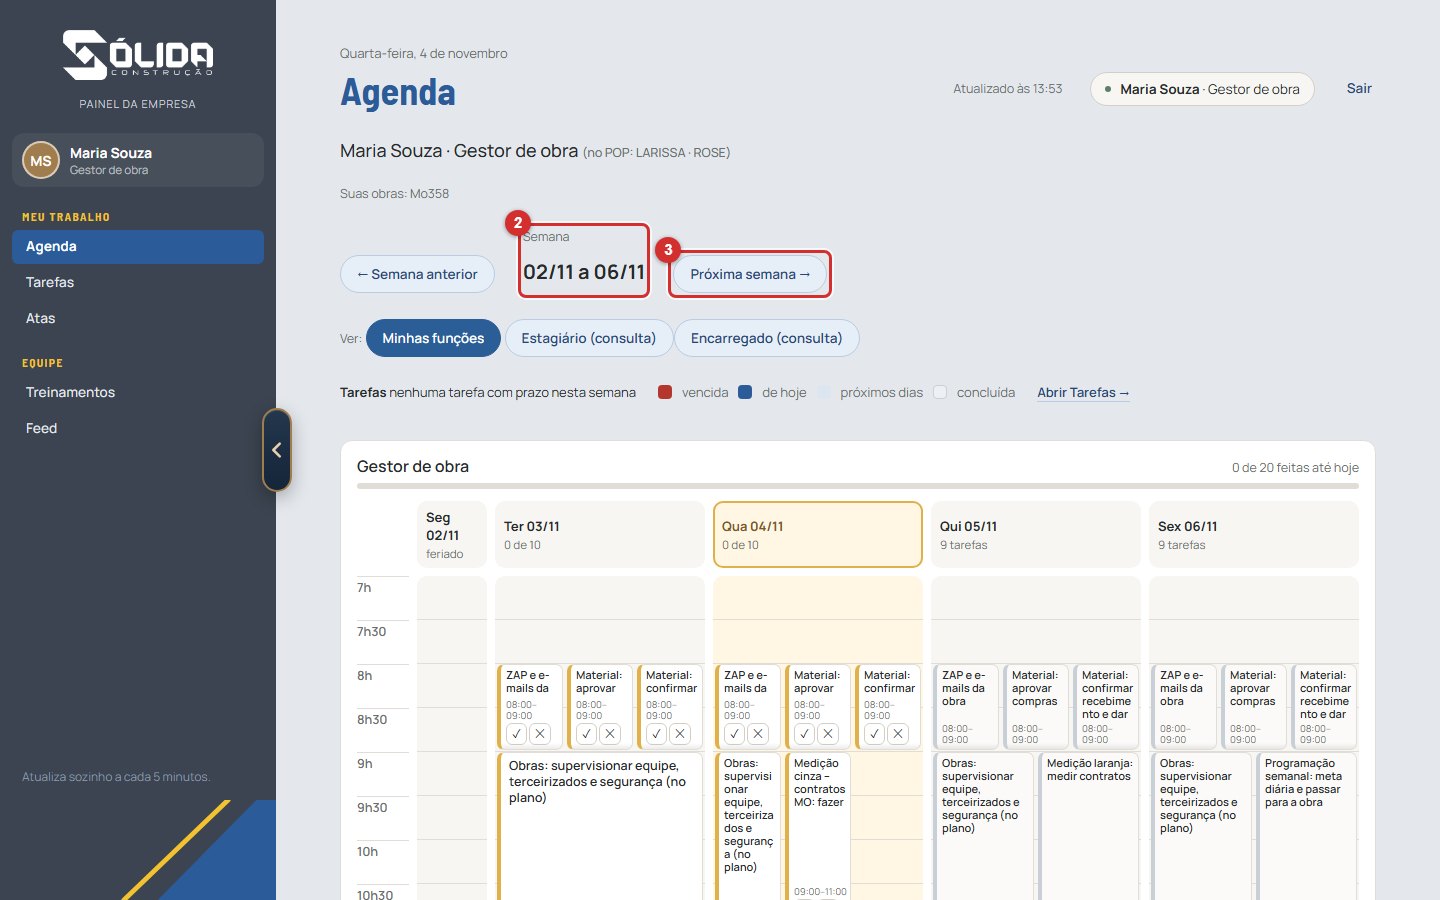 SÓLIDA
CONSTRUÇÃO
PAINEL DA EMPRESA
MS
Maria Souza
Gestor de obra
MEU TRABALHO
Agenda
Tarefas
Atas
EQUIPE
Treinamentos
Feed
Atualiza sozinho a cada 5 minutos.
Quarta-feira, 4 de novembro
Agenda
Atualizado às 13:53
Maria Souza · Gestor de obra
Sair
Maria Souza · Gestor de obra (no POP: LARISSA · ROSE)
Suas obras: Mo358
2
3
← Semana anterior
Semana
02/11 a 06/11
Próxima semana →
Ver: Minhas funções Estagiário (consulta) Encarregado (consulta)
Tarefas nenhuma tarefa com prazo nesta semana vencida de hoje próximos dias concluída Abrir Tarefas →
Gestor de obra
0 de 20 feitas até hoje
Seg
02/11
feriado
Ter 03/11
0 de 10
Qua 04/11
0 de 10
Qui 05/11
9 tarefas
Sex 06/11
9 tarefas
7h
7h30
8h
8h30
9h
9h30
10h
10h30
ZAP e e-
mails da
08:00–
09:00
✓ ✕
Material:
aprovar
08:00–
09:00
✓ ✕
Material:
confirmar
08:00–
09:00
✓ ✕
Obras: supervisionar equipe,
terceirizados e segurança (no
plano)
ZAP e e-
mails da
08:00–
09:00
✓ ✕
Material:
aprovar
08:00–
09:00
✓ ✕
Material:
confirmar
08:00–
09:00
✓ ✕
Obras:
supervisi
onar
equipe,
terceiriza
dos e
seguranç
a (no
plano)
Medição
cinza –
contratos
MO: fazer
09:00–11:00
ZAP e e-
mails da
obra
08:00–
09:00
Material:
aprovar
compras
08:00–
09:00
Material:
confirmar
recebime
nto e dar
08:00–
09:00
Obras:
supervisionar
equipe,
terceirizados e
segurança (no
plano)
Medição laranja:
medir contratos
ZAP e e-
mails da
obra
08:00–
09:00
Material:
aprovar
compras
08:00–
09:00
Material:
confirmar
recebime
nto e dar
08:00–
09:00
Obras:
supervisionar
equipe,
terceirizados e
segurança (no
plano)
Programação
semanal: meta
diária e passar
para a obra